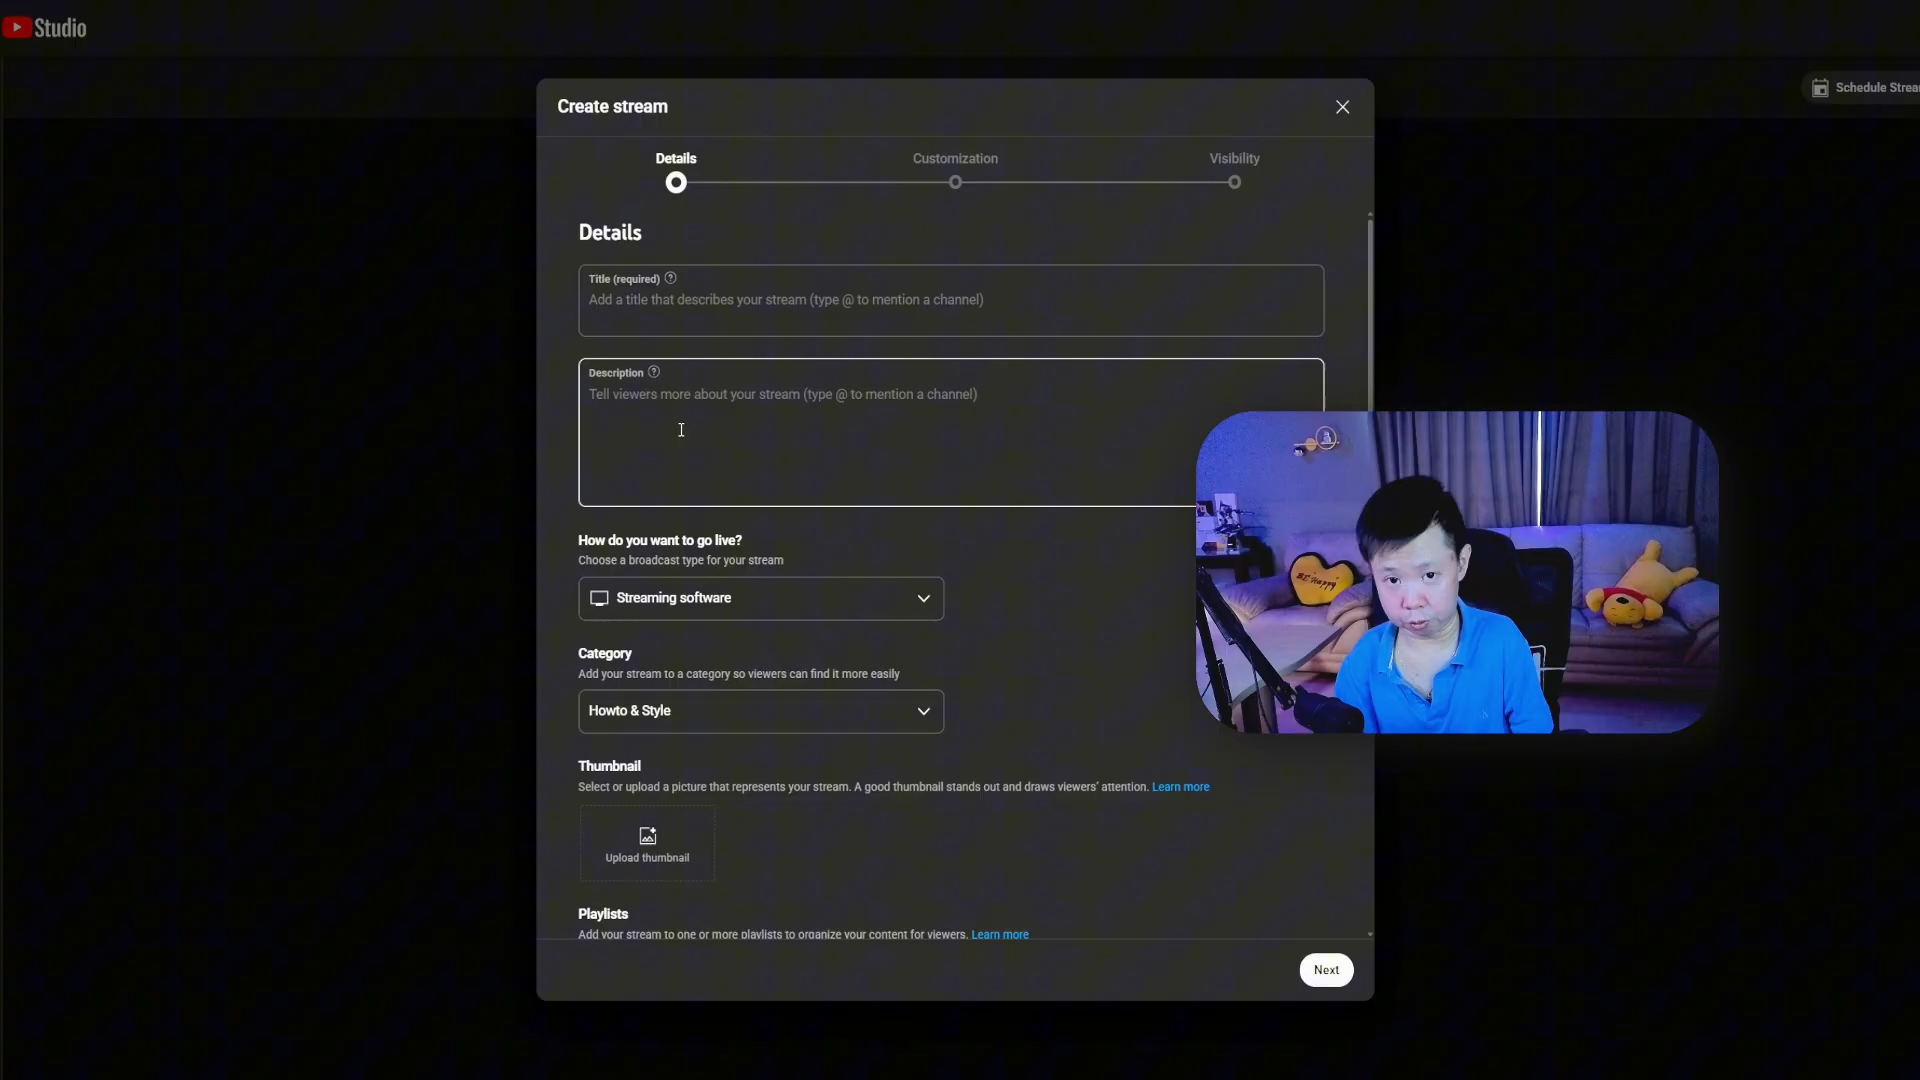 Studio
Schedule Strea
Create stream
Details
Customization
Visibility
Details
Title (required)
Add a title that describes your stream (type @ to mention a channel)
Description
Tell viewers more about your stream (type @ to mention a channel)
How do you want to go live?
Choose a broadcast type for your stream
Streaming software
Category
Add your stream to a category so viewers can find it more easily
Howto & Style
Thumbnail
Select or upload a picture that represents your stream. A good thumbnail stands out and draws viewers' attention. Learn more
Upload thumbnail
Playlists
Add your stream to one or more playlists to organize your content for viewers. Learn more
Next
BE Happy